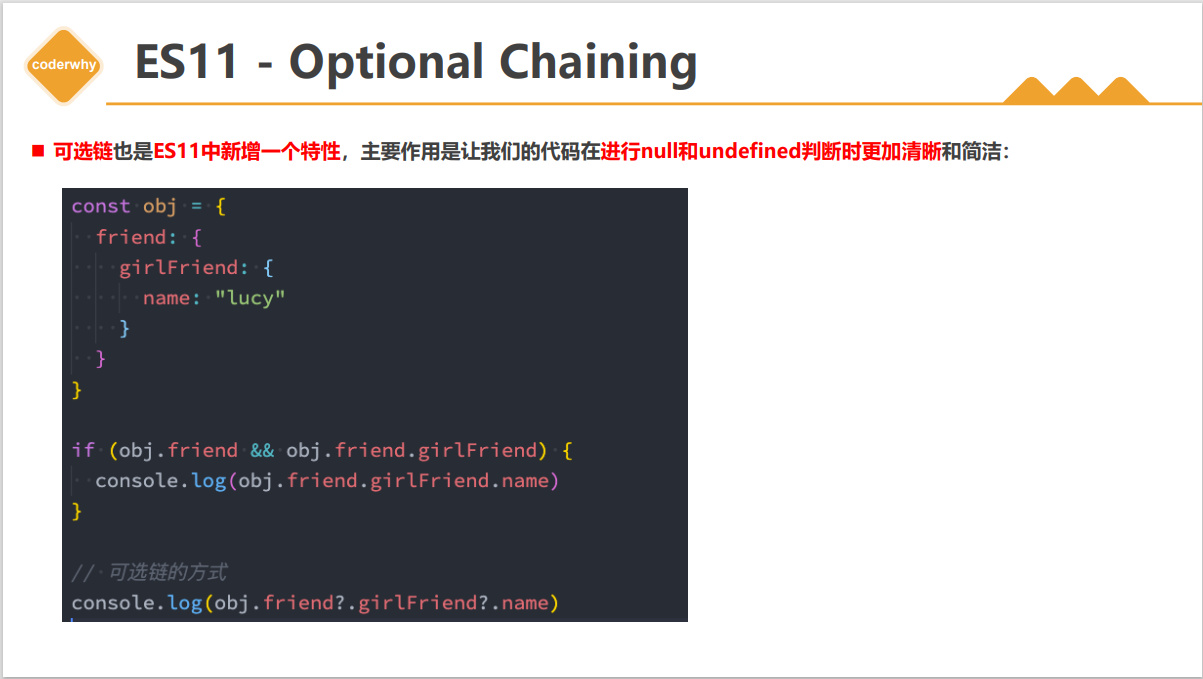 coderwhy
ES11 - Optional Chaining
可选链也是ES11中新增一个特性，主要作用是让我们的代码在进行null和undefined判断时更加清晰和简洁：
const obj = {
  friend: {
    girlFriend: {
      name: "lucy"
    }
  }
}
if (obj.friend && obj.friend.girlFriend) {
  console.log(obj.friend.girlFriend.name)
}
// 可选链的方式
console.log(obj.friend?.girlFriend?.name)